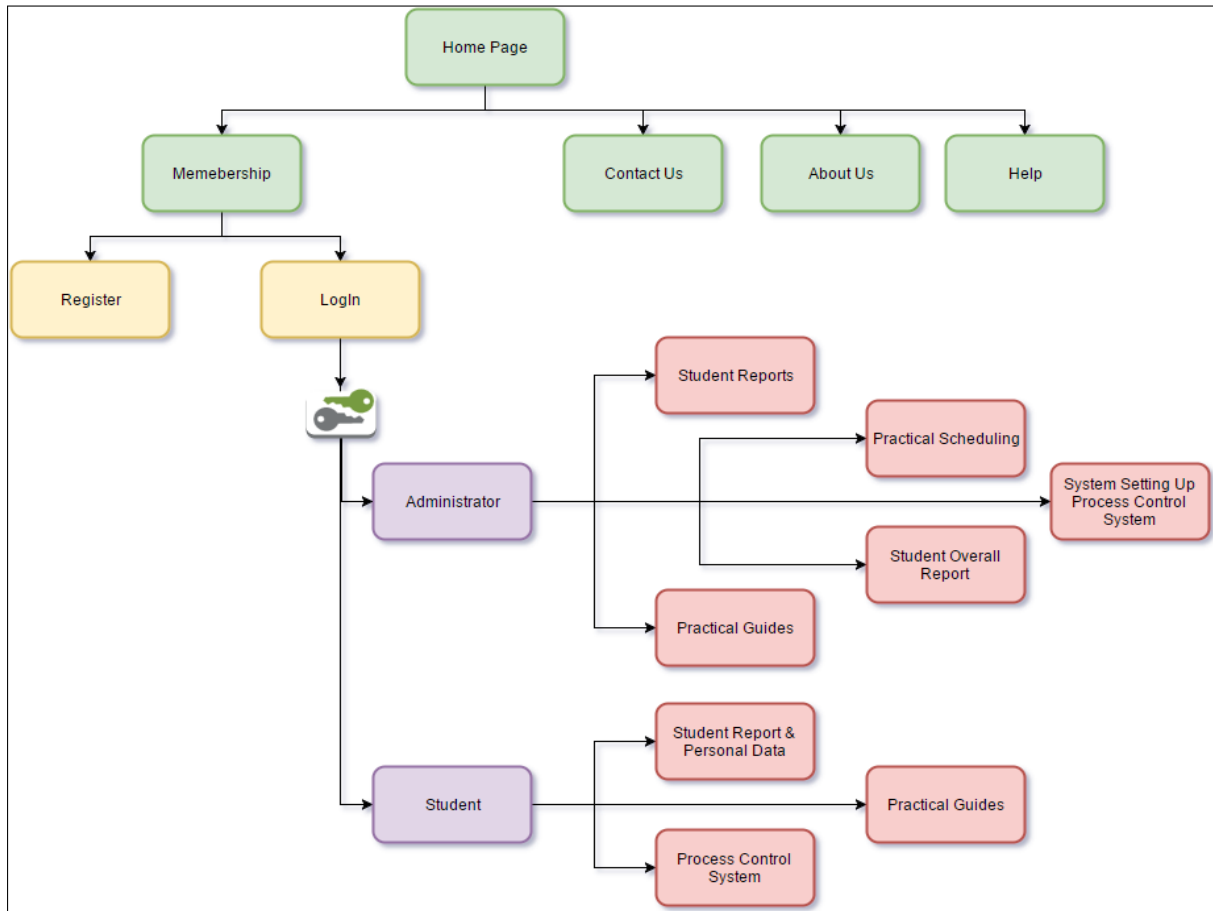 Home Page
Memebership
Contact Us
About Us
Help
Register
LogIn
Student Reports
Practical Scheduling
Administrator
System Setting Up
Process Control
System
Student Overall
Report
Practical Guides
Student Report &
Personal Data
Student
Practical Guides
Process Control
System